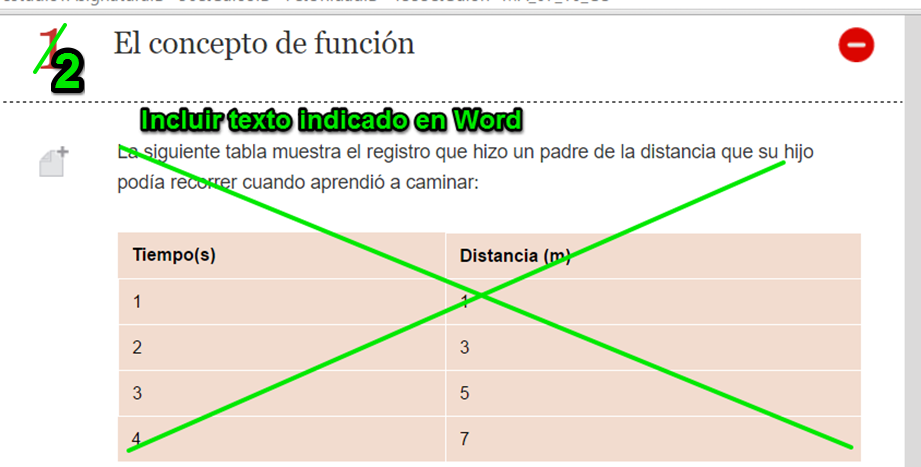 1 2 El concepto de función
Incluir texto indicado en Word
La siguiente tabla muestra el registro que hizo un padre de la distancia que su hijo
podía recorrer cuando aprendió a caminar:
Tiempo(s) Distancia (m)
1 1
2 3
3 5
4 7